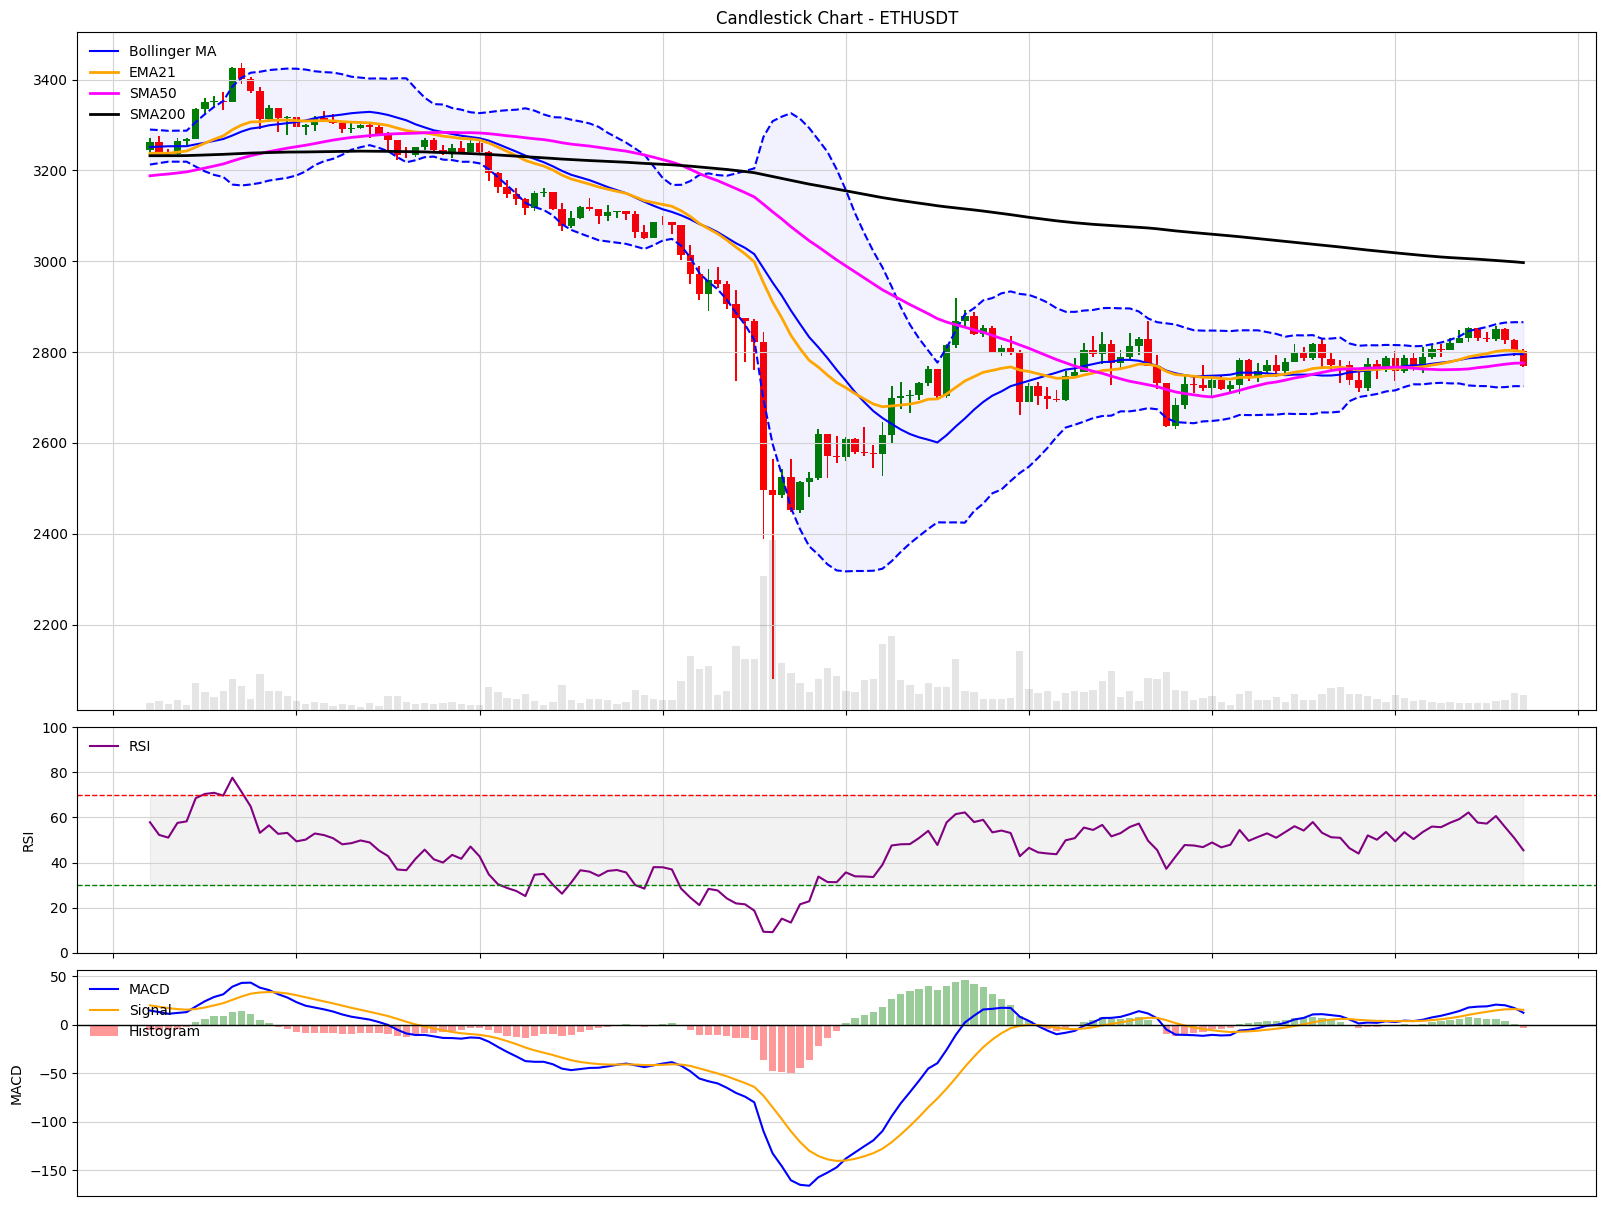 Candlestick Chart - ETHUSDT
Bollinger MA
EMA21
SMA50
SMA200
3400
3200
3000
2800
2600
2400
2200
100
80
60
40
20
0
RSI
RSI
50
0
−50
−100
−150
MACD
MACD
Signal
Histogram